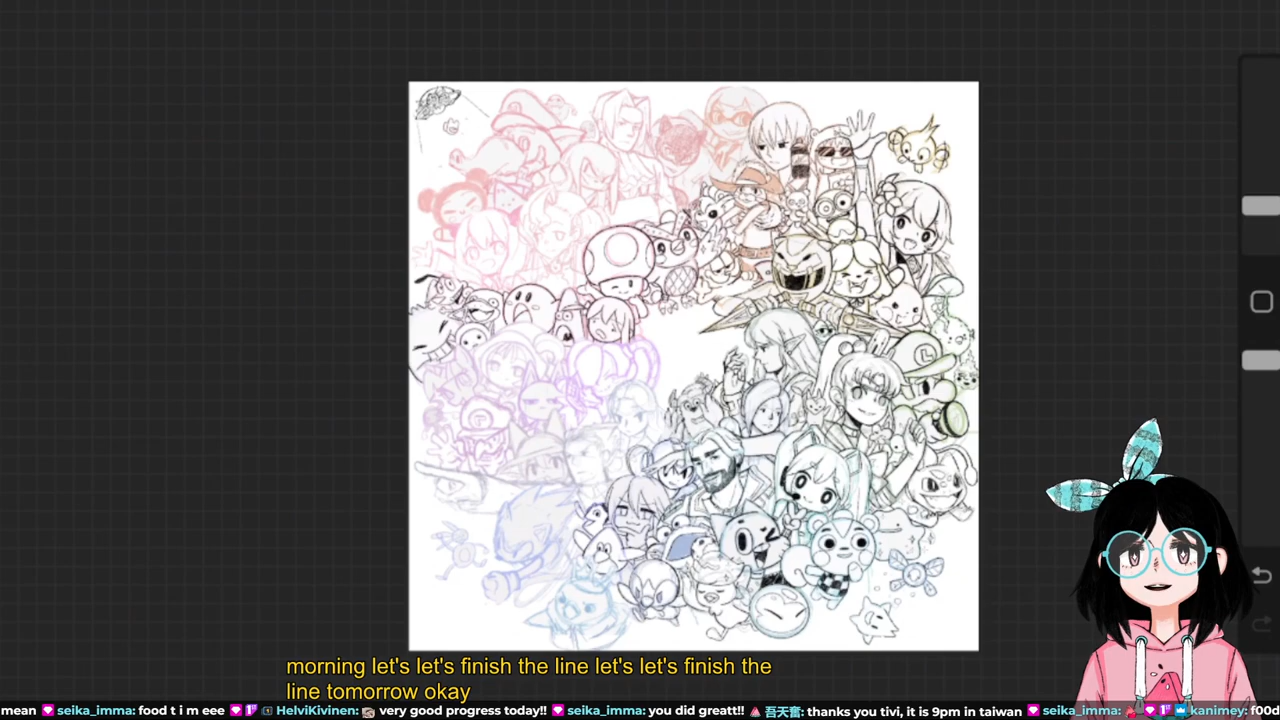 morning let's let's finish the line let's let's finish the
line tomorrow okay
mean seika_imma: food t i m eee HelviKivinen: very good progress today!! seika_imma: you did greatt!! 吾天奮: thanks you tivi, it is 9pm in taiwan seika_imma: kanimey: f00d